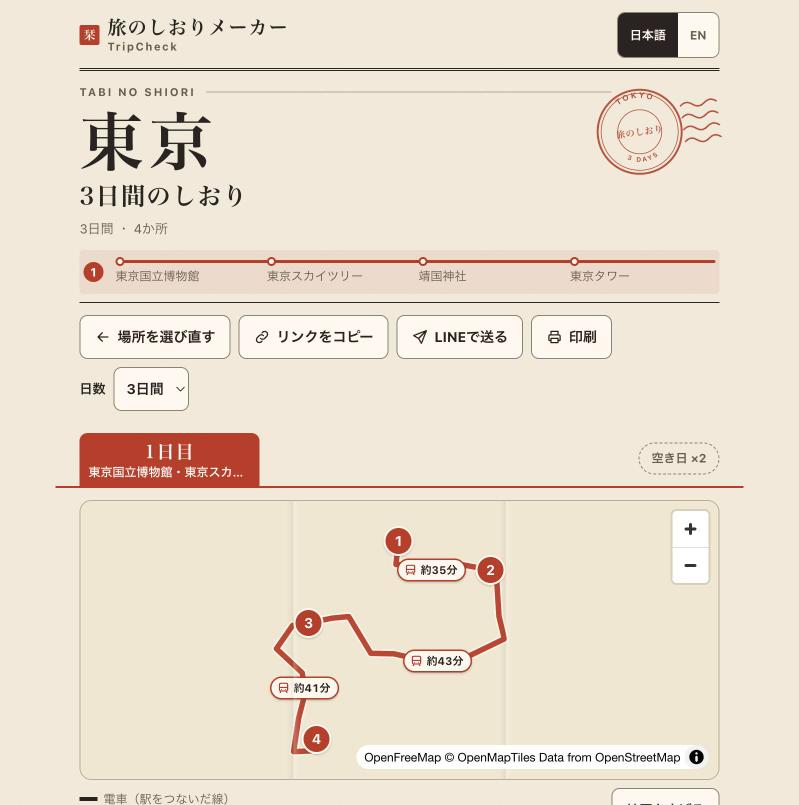 栞 旅のしおりメーカー
TripCheck
日本語 EN
TABI NO SHIORI
TOKYO
旅のしおり
3 DAYS
東京
3日間のしおり
3日間 ・ 4か所
1
東京国立博物館 東京スカイツリー 靖国神社 東京タワー
← 場所を選び直す リンクをコピー LINEで送る 印刷
日数 3日間
1日目
東京国立博物館・東京スカ...
空き日 ×2
+
−
1
約35分 2
3
約43分
約41分
4
OpenFreeMap © OpenMapTiles Data from OpenStreetMap
電車（駅をつないだ線）